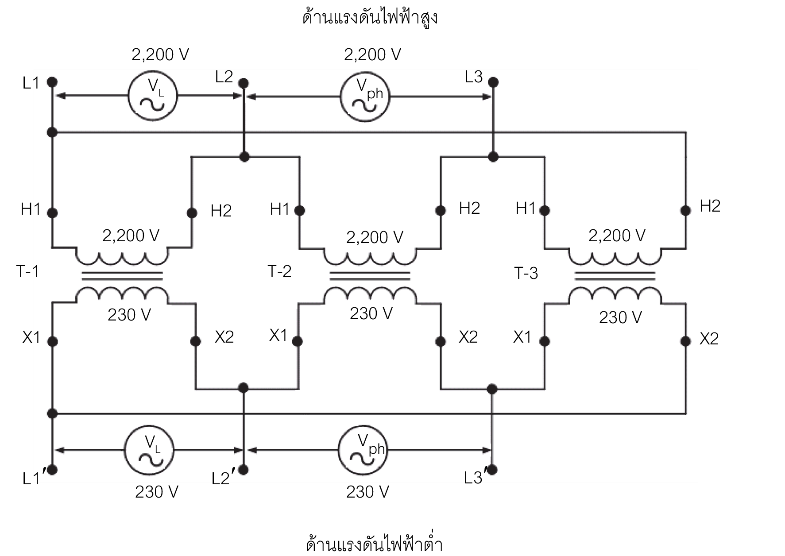 ด้านแรงดันไฟฟ้าสูง
2,200 V 2,200 V
L1 VL L2 Vph L3
H1 H2 H1 H2 H1 H2
2,200 V 2,200 V 2,200 V
T-1 T-2 T-3
230 V 230 V 230 V
X1 X2 X1 X2 X1 X2
VL Vph
L1′ L2′ L3′
230 V 230 V
ด้านแรงดันไฟฟ้าต่ำ